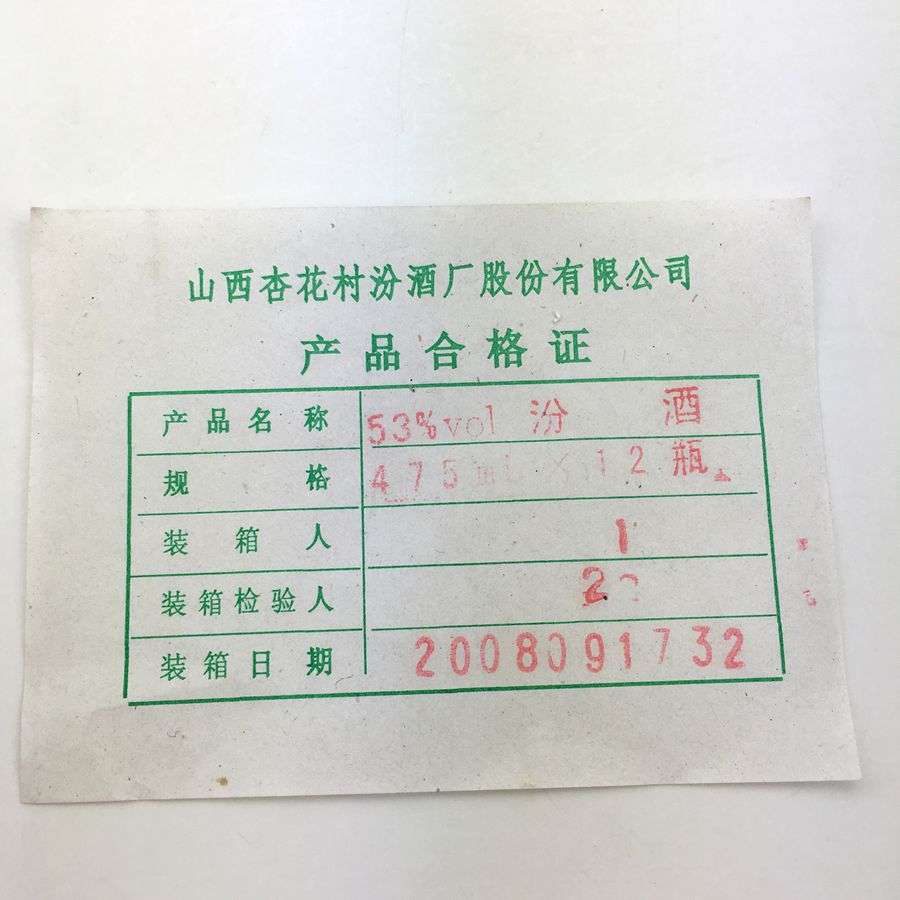 山西杏花村汾酒厂股份有限公司
产品合格证
产品名称 53%vol 汾 酒
规格 475ml×12瓶
装箱人 1
装箱检验人 2
装箱日期 2008091732